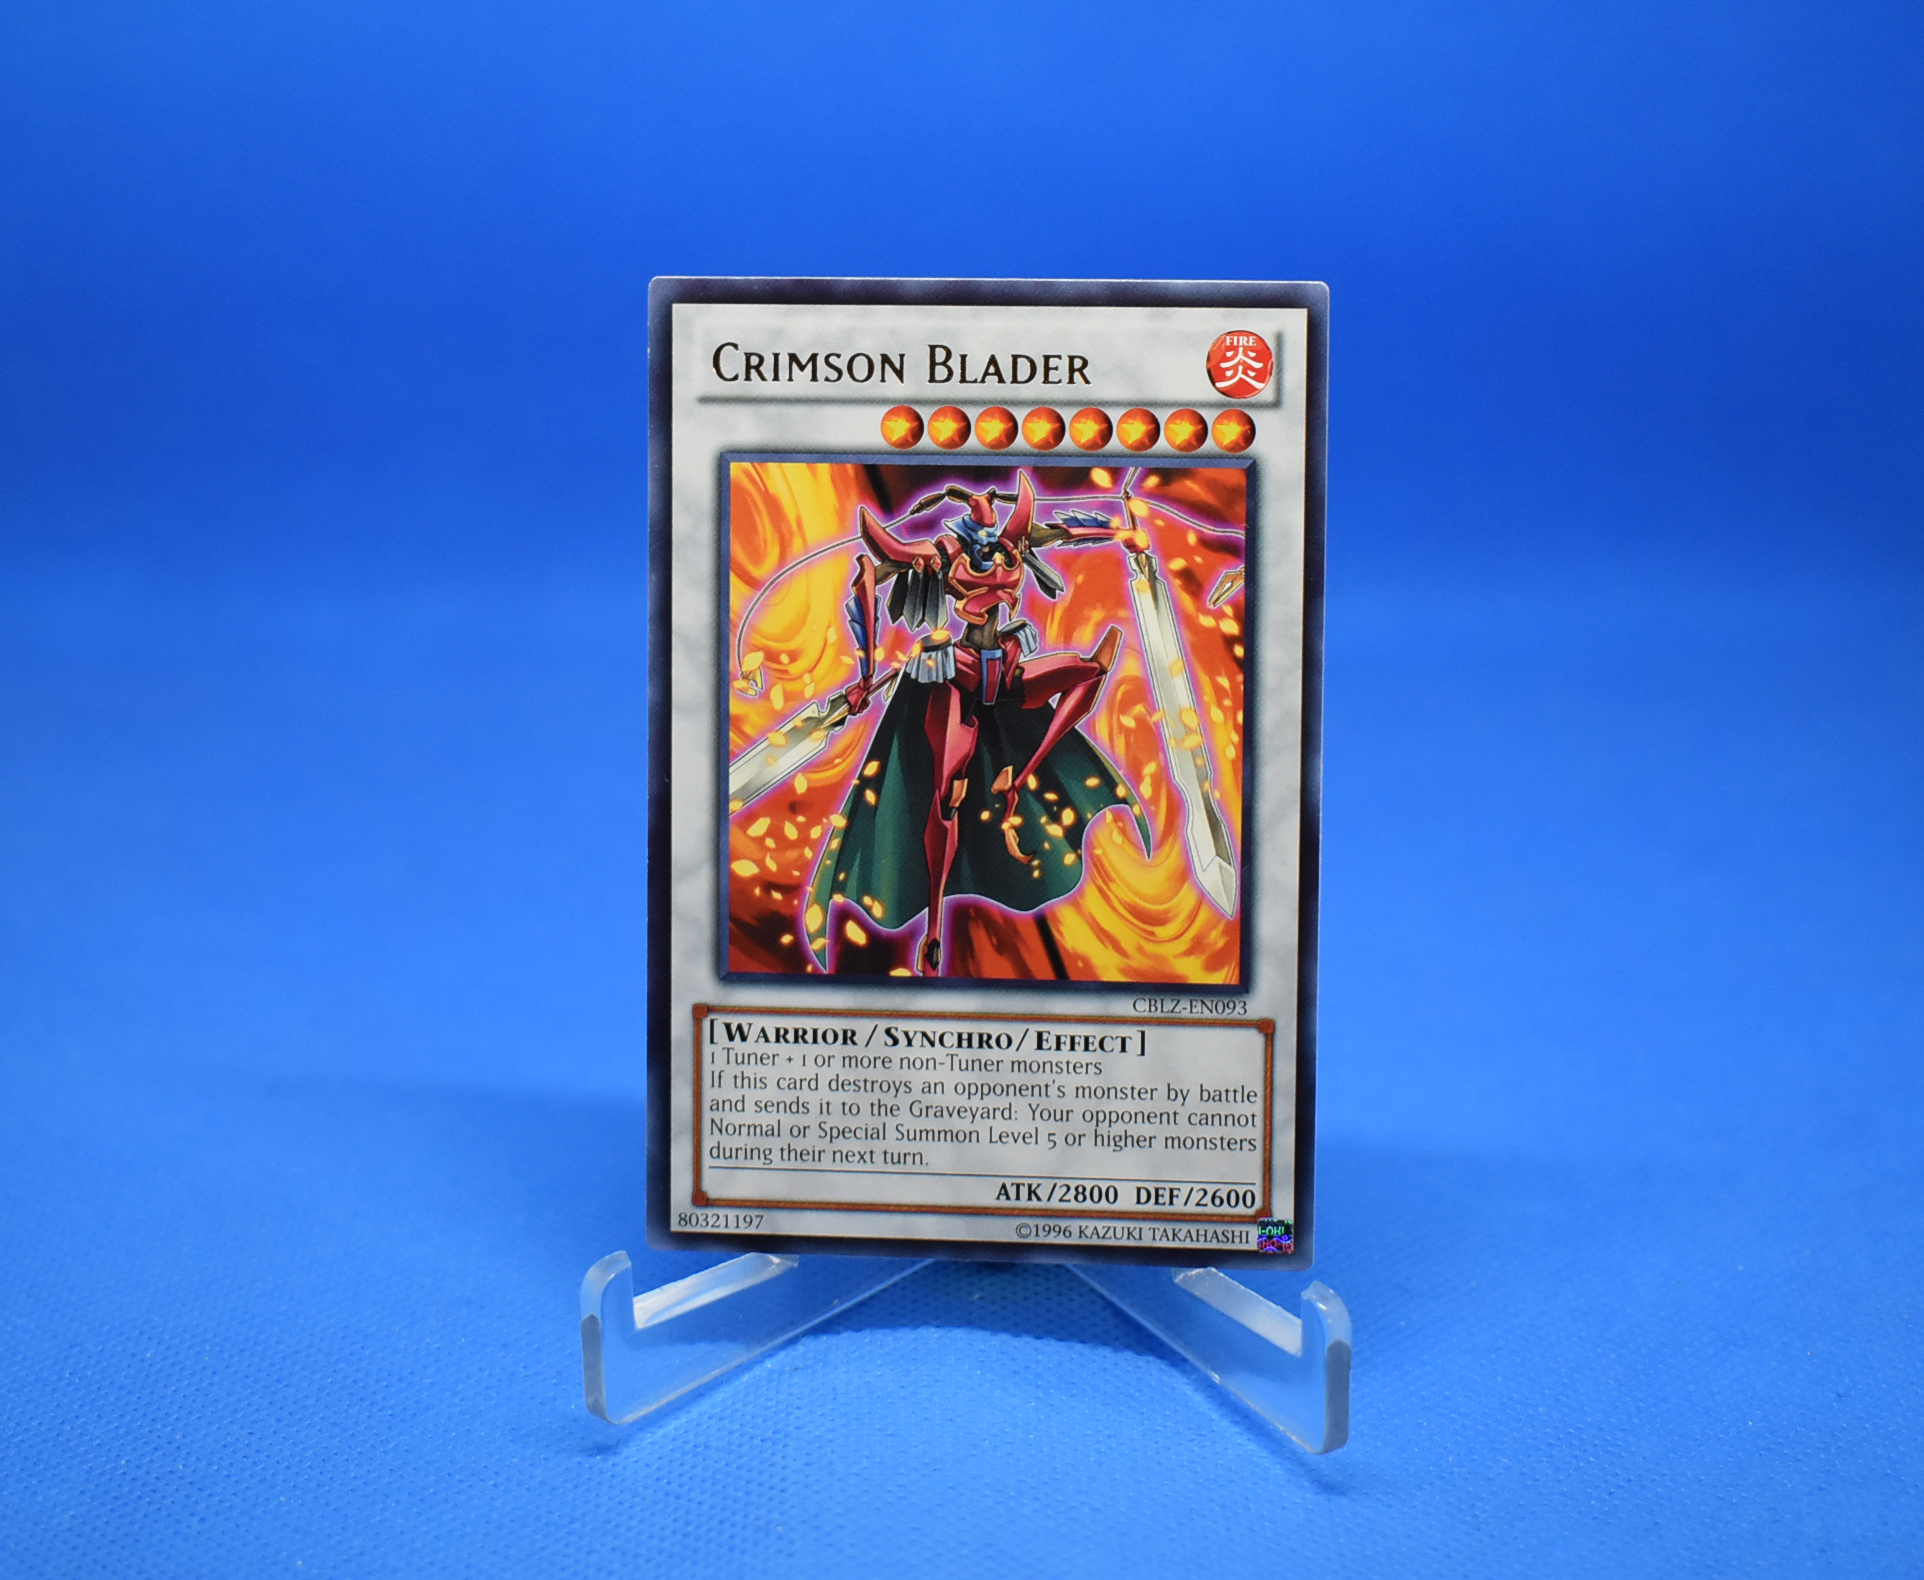 Crimson Blader
FIRE
炎
CBLZ-EN093
[Warrior/Synchro/Effect]
1 Tuner + 1 or more non-Tuner monsters
If this card destroys an opponent's monster by battle
and sends it to the Graveyard: Your opponent cannot
Normal or Special Summon Level 5 or higher monsters
during their next turn.
ATK/2800 DEF/2600
80321197
©1996 KAZUKI TAKAHASHI